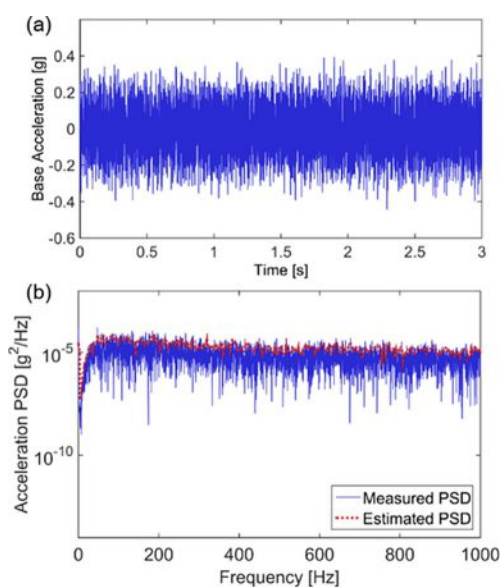 (a)
Base Acceleration [g]
0.4
0.2
0
-0.2
-0.4
-0.6
0 0.5 1 1.5 2 2.5 3
Time [s]
(b)
Acceleration PSD [g²/Hz]
10⁻⁵
10⁻¹⁰
Measured PSD
Estimated PSD
0 200 400 600 800 1000
Frequency [Hz]